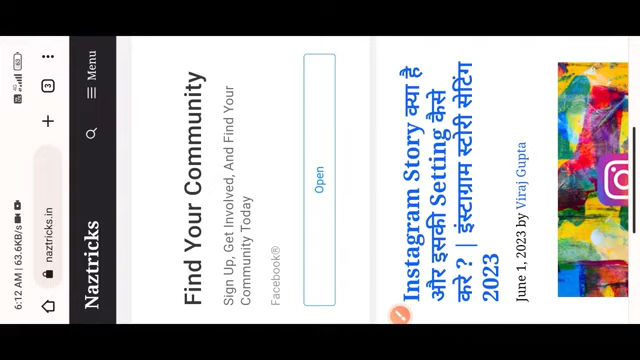 6:12 AM | 63.6KB/s
63
naztricks.in
3
Naztricks
Menu
Find Your Community
Sign Up, Get Involved, And Find Your
Community Today
Facebook®
Open
Instagram Story क्या है
और इसकी Setting कैसे
करे ? | इंस्टाग्राम स्टोरी सेटिंग
2023
June 1, 2023 by Viraj Gupta